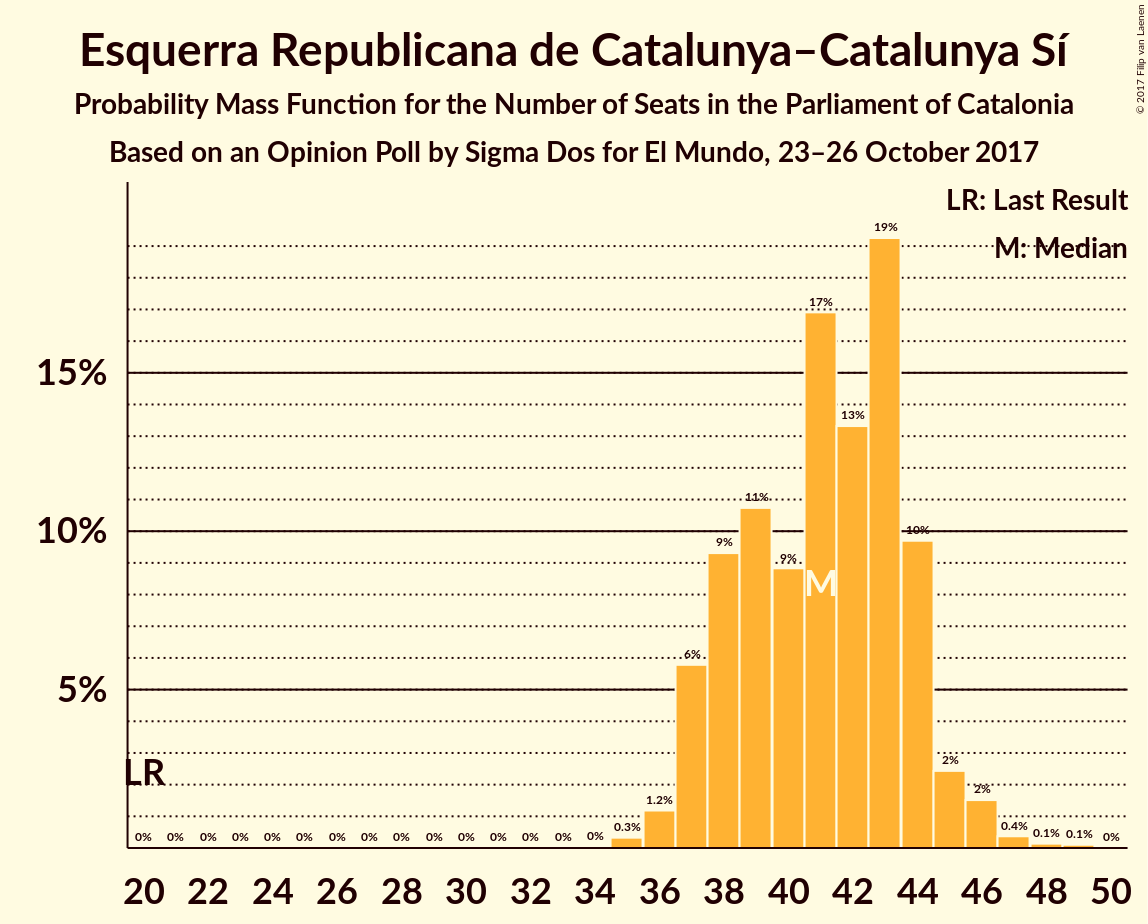 Esquerra Republicana de Catalunya–Catalunya Sí
Probability Mass Function for the Number of Seats in the Parliament of Catalonia
Based on an Opinion Poll by Sigma Dos for El Mundo, 23–26 October 2017
© 2017 Filip van Laenen
LR: Last Result
M: Median
15%
10%
5%
LR
M
0% 0% 0% 0% 0% 0% 0% 0% 0% 0% 0% 0% 0% 0% 0% 0.3% 1.2% 6% 9% 11% 9% 17% 13% 19% 10% 2% 2% 0.4% 0.1% 0.1% 0%
20 22 24 26 28 30 32 34 36 38 40 42 44 46 48 50